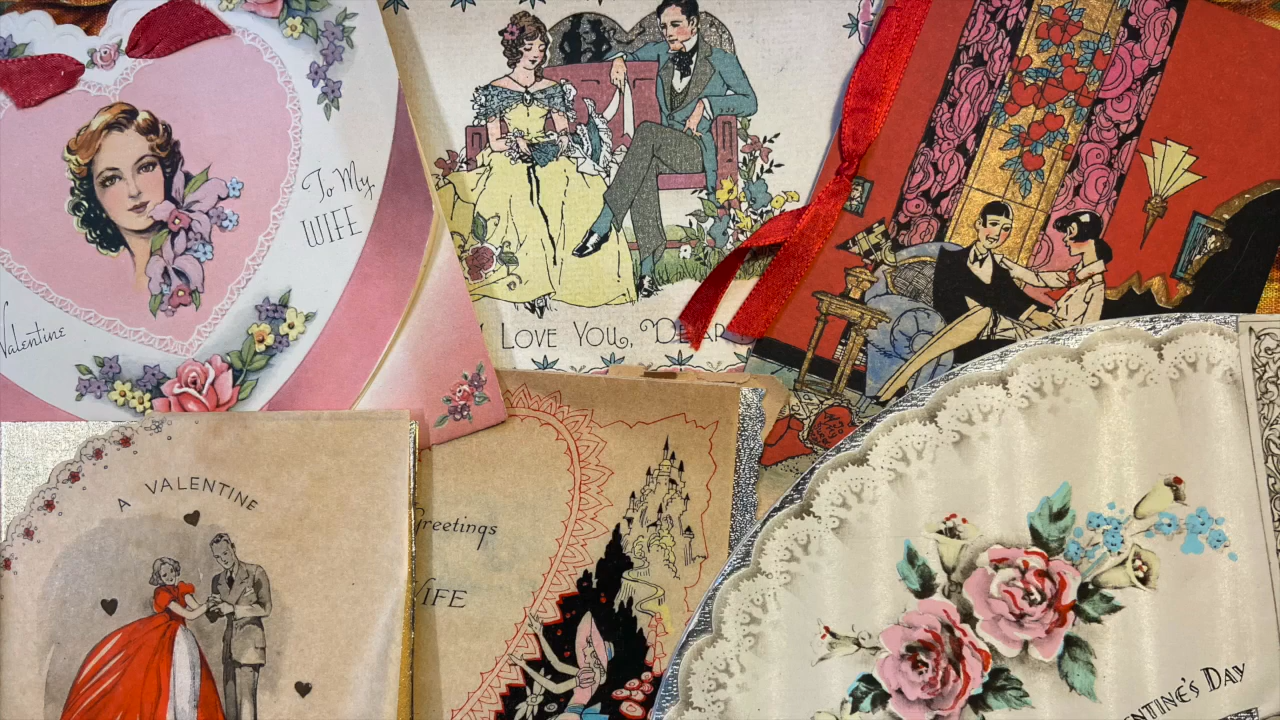 To My
WIFE
Valentine
I LOVE YOU, DEAR
A VALENTINE
Greetings
WIFE
VALENTINE'S DAY